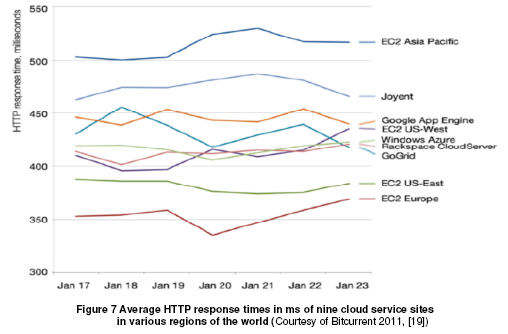 HTTP response time, miliseconds
550
500
450
400
350
300
EC2 Asia Pacific
Joyent
Google App Engine
EC2 US-West
Windows Azure
Rackspace CloudServer
GoGrid
EC2 US-East
EC2 Europe
Jan 17 Jan 18 Jan 19 Jan 20 Jan 21 Jan 22 Jan 23
Figure 7 Average HTTP response times in ms of nine cloud service sites
in various regions of the world (Courtesy of Bitcurrent 2011, [19])